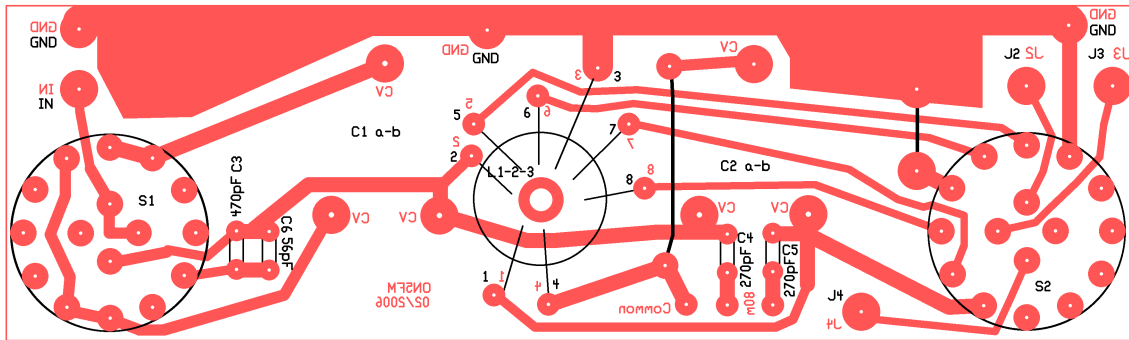 GND
GND
IN
IN
S1
470pF C3
C6 56pF
CV
CV
C1 a-b
GND
GND
5
5
6
6
2
2
L1-2-3
3
3
7
7
8
8
1
1
4
4
CV
CV
ON5FM
02/2006
Common
CV
CV
C4
270pF
80m
C5
270pF
C2 a-b
J2
J2
J3
J3
GND
GND
J4
J4
S2